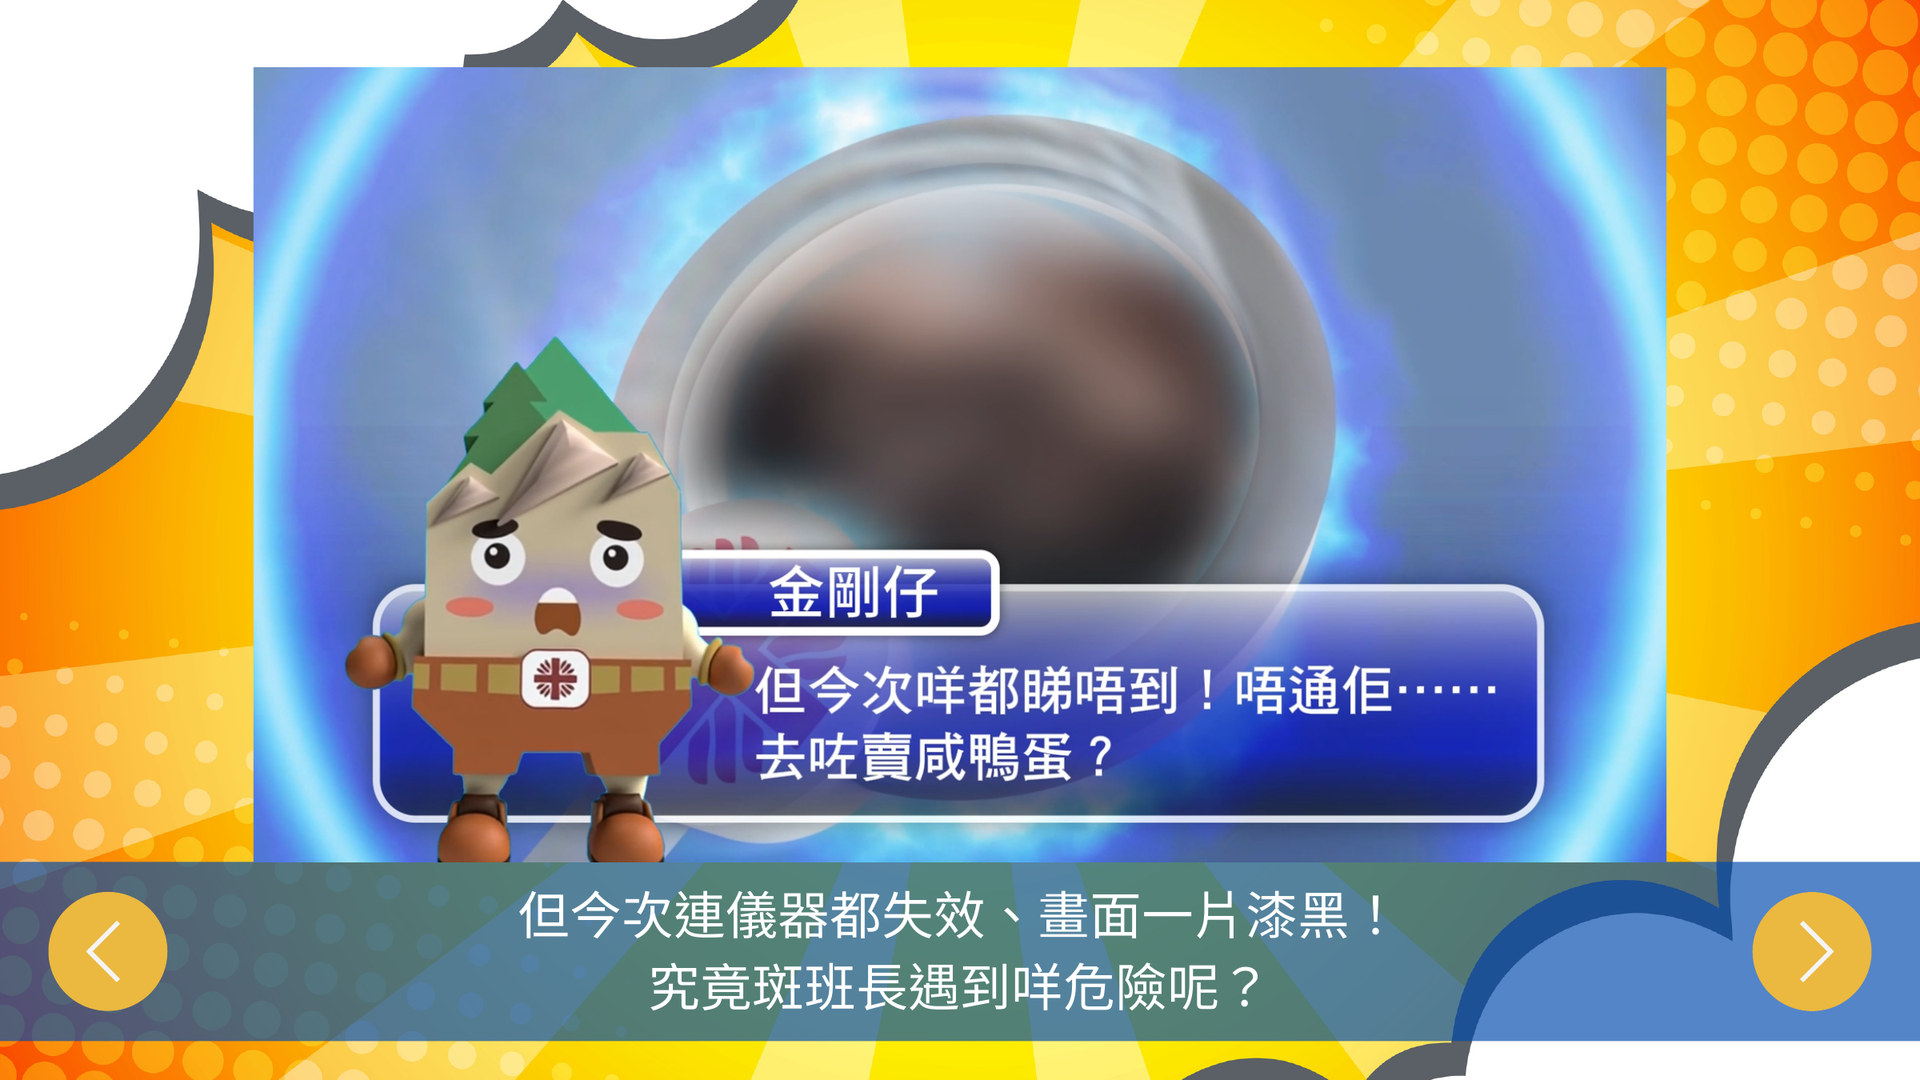 金剛仔
但今次咩都睇唔到！唔通佢⋯⋯
去咗賣咸鴨蛋？
但今次連儀器都失效、畫面一片漆黑！
究竟斑班長遇到咩危險呢？